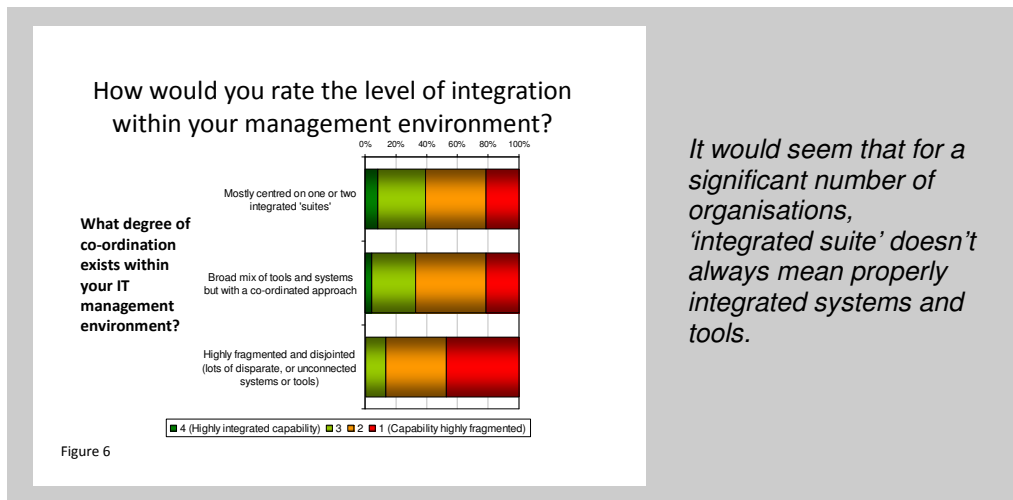 How would you rate the level of integration
within your management environment?
0% 20% 40% 60% 80% 100%
What degree of
co-ordination
exists within
your IT
management
environment?
Mostly centred on one or two
integrated 'suites'
Broad mix of tools and systems
but with a co-ordinated approach
Highly fragmented and disjointed
(lots of disparate, or unconnected
systems or tools)
4 (Highly integrated capability) 3 2 1 (Capability highly fragmented)
Figure 6
It would seem that for a
significant number of
organisations,
‘integrated suite’ doesn’t
always mean properly
integrated systems and
tools.